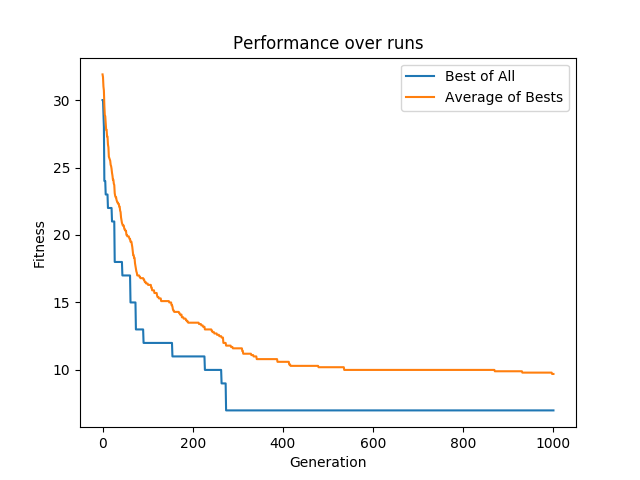 Performance over runs
Best of All
Average of Bests
Fitness
30
25
20
15
10
0 200 400 600 800 1000
Generation